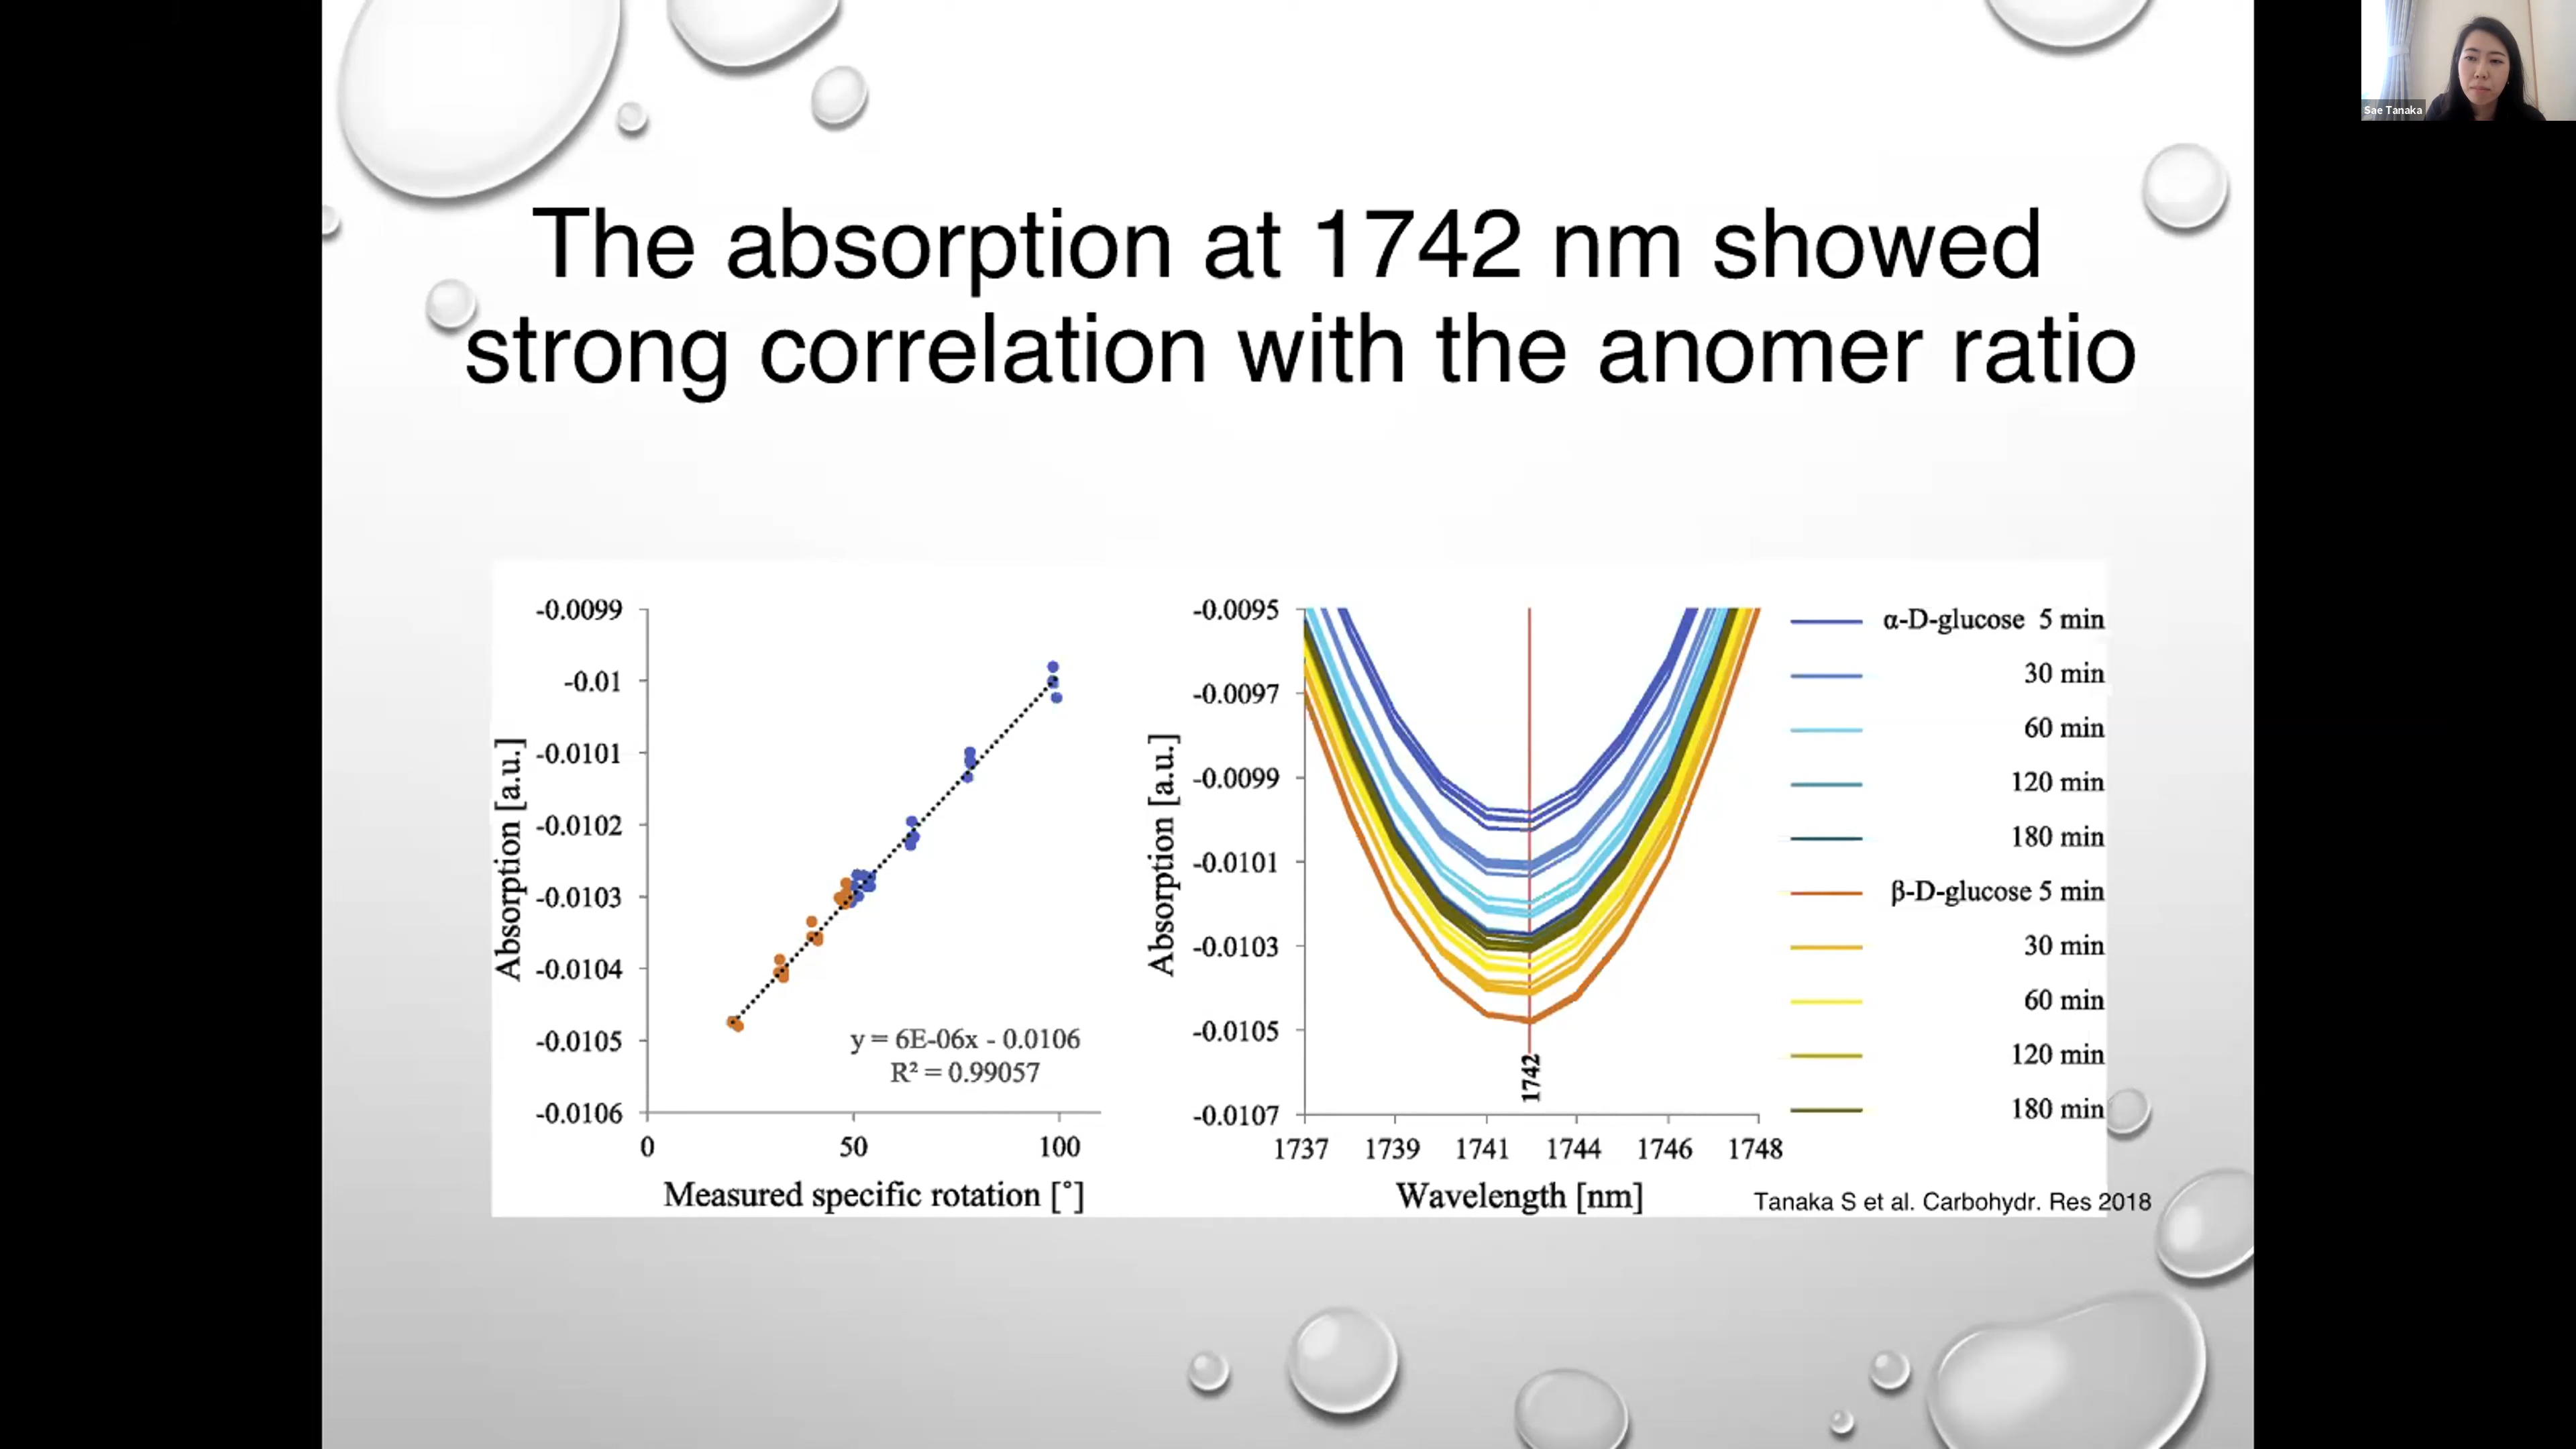 Sae Tanaka
The absorption at 1742 nm showed
strong correlation with the anomer ratio
Absorption [a.u.]
-0.0099
-0.01
-0.0101
-0.0102
-0.0103
-0.0104
-0.0105
-0.0106
0 50 100
y = 6E-06x - 0.0106
R² = 0.99057
Measured specific rotation [°]
Absorption [a.u.]
-0.0095
-0.0097
-0.0099
-0.0101
-0.0103
-0.0105
-0.0107
1742
1737 1739 1741 1744 1746 1748
Wavelength [nm]
α-D-glucose 5 min
30 min
60 min
120 min
180 min
β-D-glucose 5 min
30 min
60 min
120 min
180 min
Tanaka S et al. Carbohydr. Res 2018